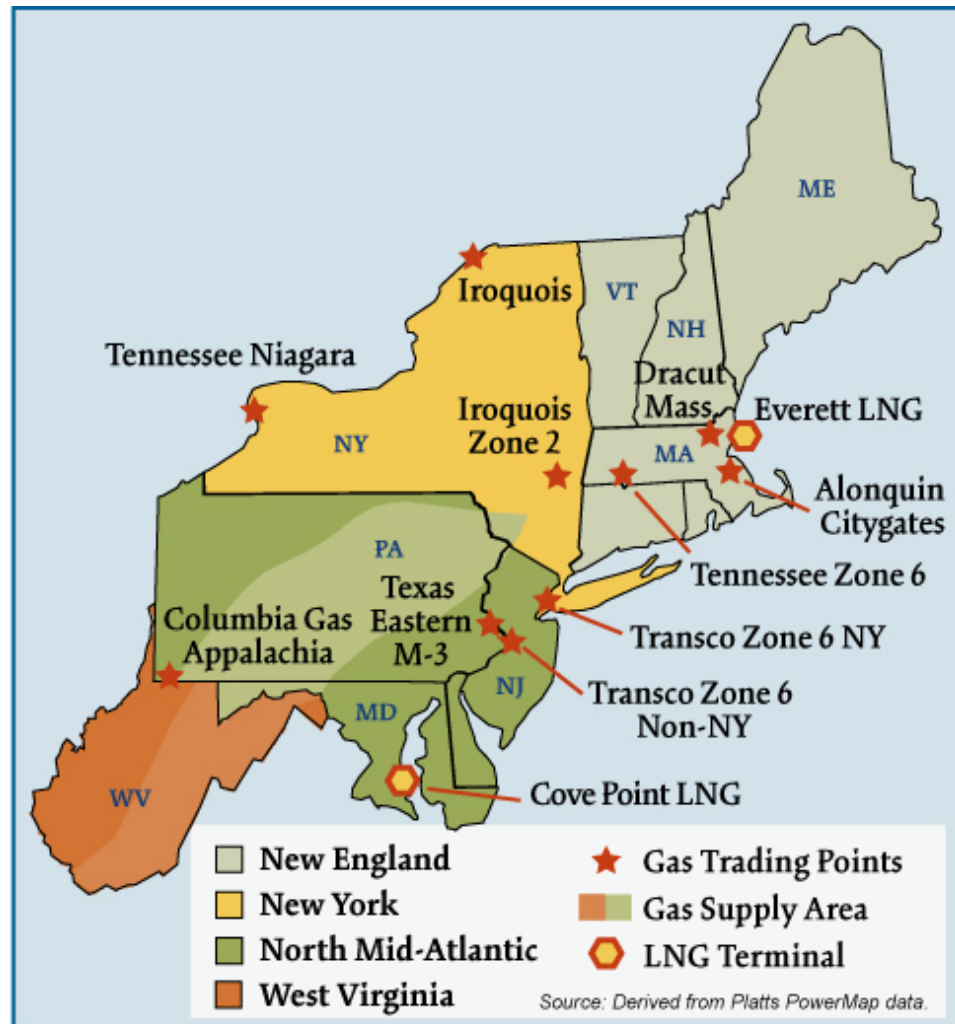 ME
VT
NH
Iroquois
Tennessee Niagara
Dracut
Mass.
Everett LNG
Iroquois
Zone 2
NY
MA
Alonquin
Citygates
PA
Tennessee Zone 6
Texas
Eastern
M-3
Columbia Gas
Appalachia
Transco Zone 6 NY
NJ
Transco Zone 6
Non-NY
MD
WV
Cove Point LNG
New England
New York
North Mid-Atlantic
West Virginia
Gas Trading Points
Gas Supply Area
LNG Terminal
Source: Derived from Platts PowerMap data.